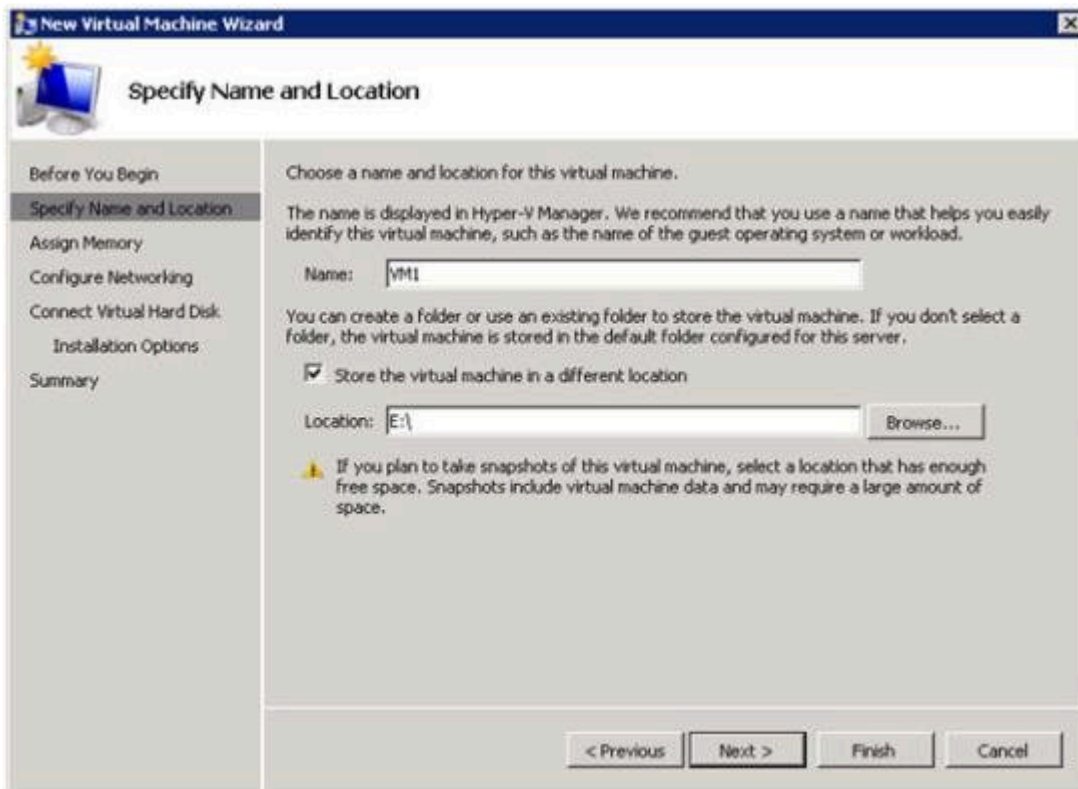 New Virtual Machine Wizard
Specify Name and Location
Before You Begin
Specify Name and Location
Assign Memory
Configure Networking
Connect Virtual Hard Disk
Installation Options
Summary
Choose a name and location for this virtual machine.
The name is displayed in Hyper-V Manager. We recommend that you use a name that helps you easily
identify this virtual machine, such as the name of the guest operating system or workload.
Name: VM1
You can create a folder or use an existing folder to store the virtual machine. If you don't select a
folder, the virtual machine is stored in the default folder configured for this server.
Store the virtual machine in a different location
Location: E:\ Browse...
If you plan to take snapshots of this virtual machine, select a location that has enough
free space. Snapshots include virtual machine data and may require a large amount of
space.
< Previous Next > Finish Cancel